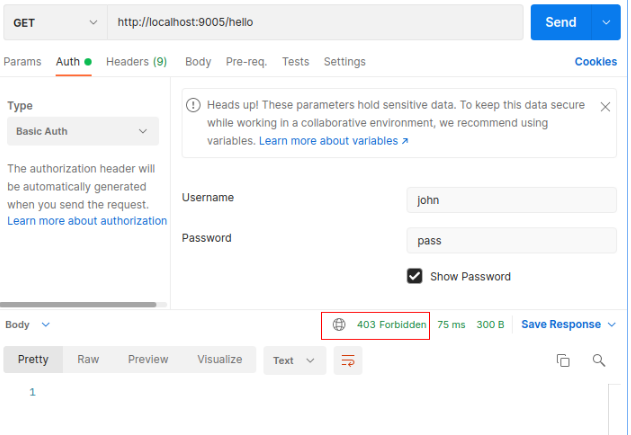 GET
http://localhost:9005/hello
Send
Params Auth Headers (9) Body Pre-req. Tests Settings Cookies
Type
Basic Auth
The authorization header will
be automatically generated
when you send the request.
Learn more about authorization
Heads up! These parameters hold sensitive data. To keep this data secure
while working in a collaborative environment, we recommend using
variables. Learn more about variables ↗
Username
john
Password
pass
Show Password
Body
403 Forbidden 75 ms 300 B Save Response
Pretty Raw Preview Visualize Text
1